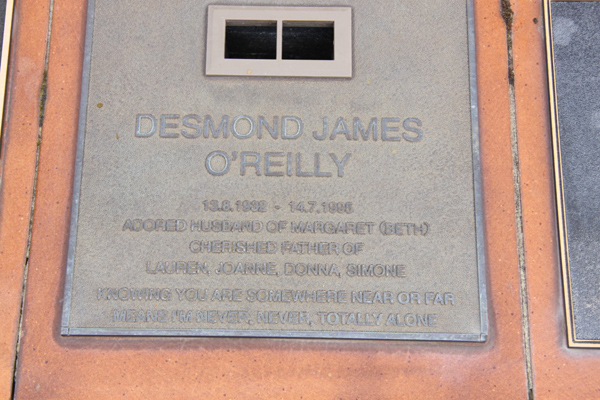 DESMOND JAMES
O'REILLY
13.8.1932 - 14.7.1995
ADORED HUSBAND OF MARGARET (BETH)
CHERISHED FATHER OF
LAUREN, JOANNE, DONNA, SIMONE
KNOWING YOU ARE SOMEWHERE NEAR OR FAR
MEANS I'M NEVER, NEVER, TOTALLY ALONE